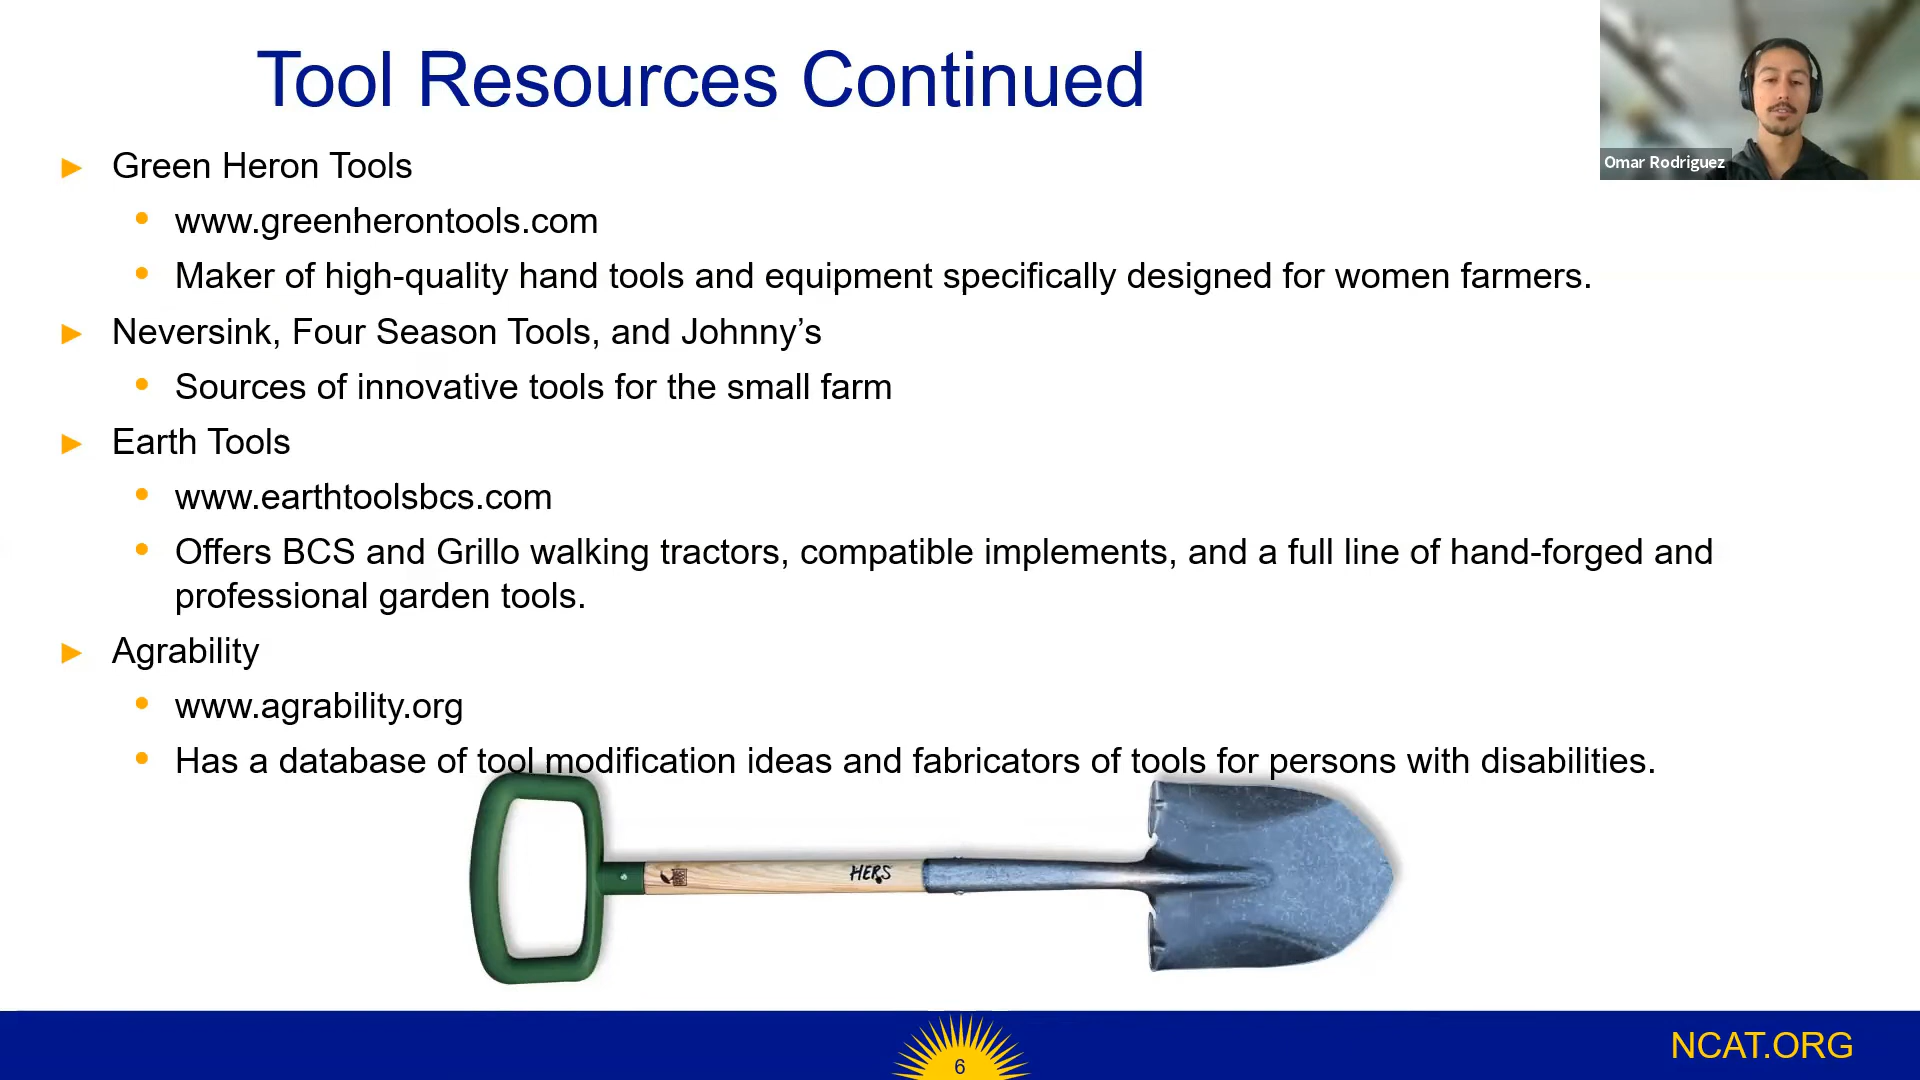 Tool Resources Continued
Omar Rodriguez
Green Heron Tools
www.greenherontools.com
Maker of high-quality hand tools and equipment specifically designed for women farmers.
Neversink, Four Season Tools, and Johnny’s
Sources of innovative tools for the small farm
Earth Tools
www.earthtoolsbcs.com
Offers BCS and Grillo walking tractors, compatible implements, and a full line of hand-forged and
professional garden tools.
Agrability
www.agrability.org
Has a database of tool modification ideas and fabricators of tools for persons with disabilities.
HERS
6
NCAT.ORG